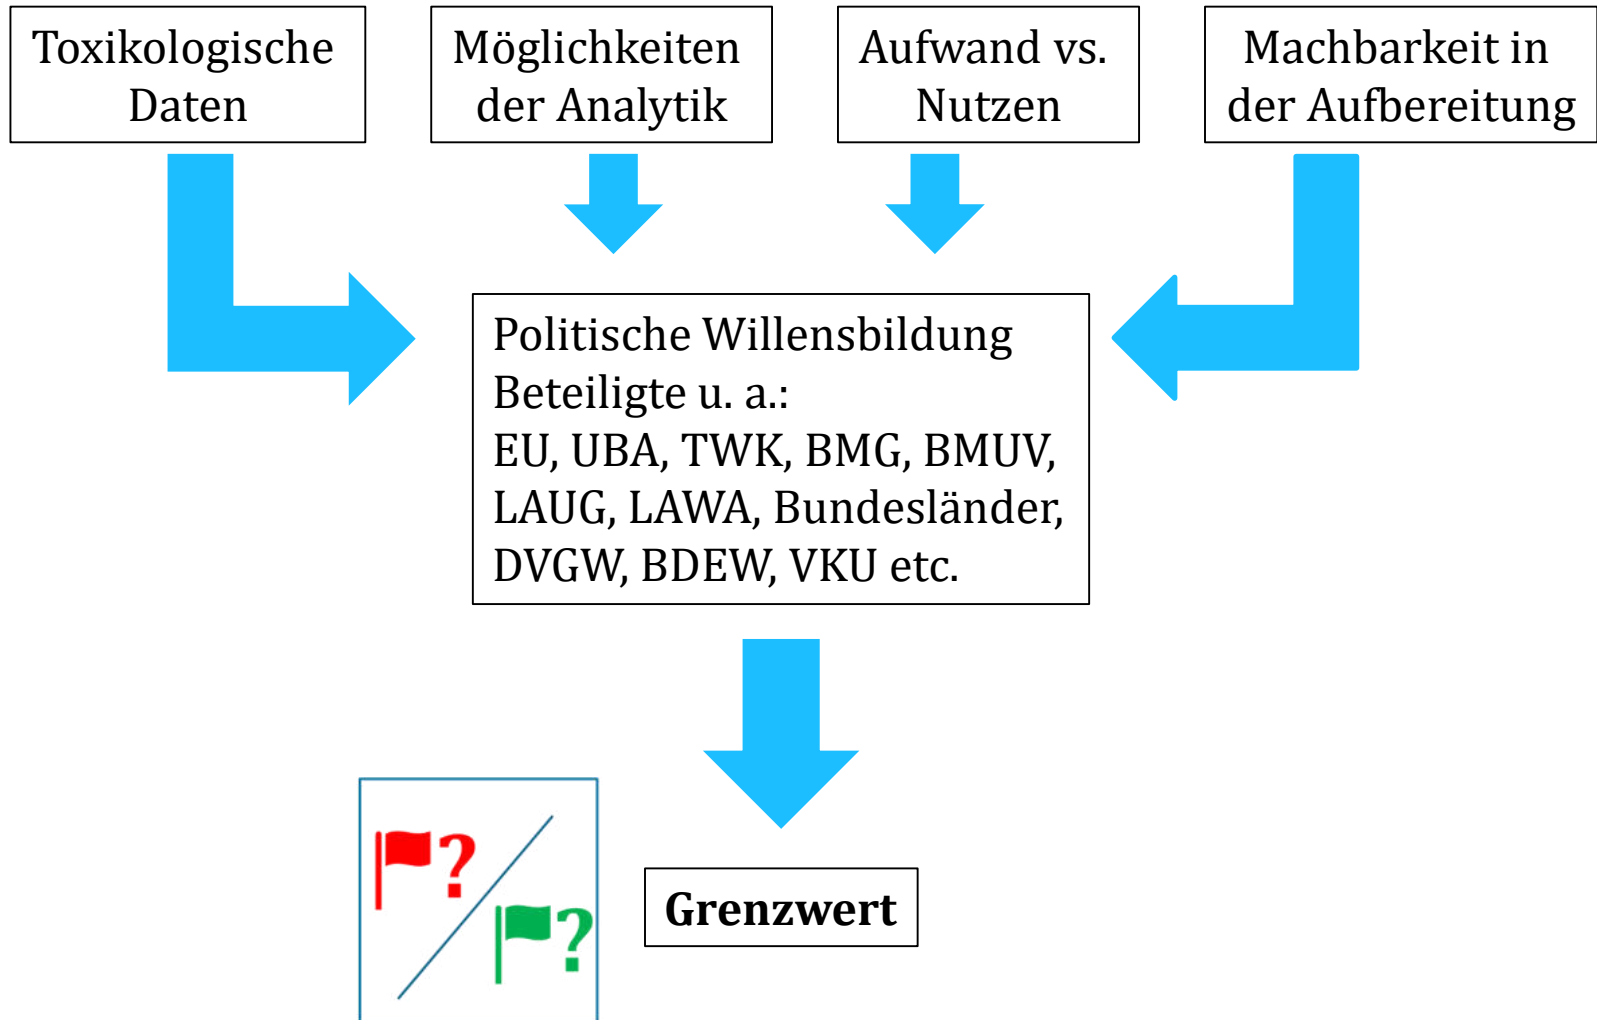 Toxikologische
Daten
Möglichkeiten
der Analytik
Aufwand vs.
Nutzen
Machbarkeit in
der Aufbereitung
Politische Willensbildung
Beteiligte u. a.:
EU, UBA, TWK, BMG, BMUV,
LAUG, LAWA, Bundesländer,
DVGW, BDEW, VKU etc.
?
?
Grenzwert